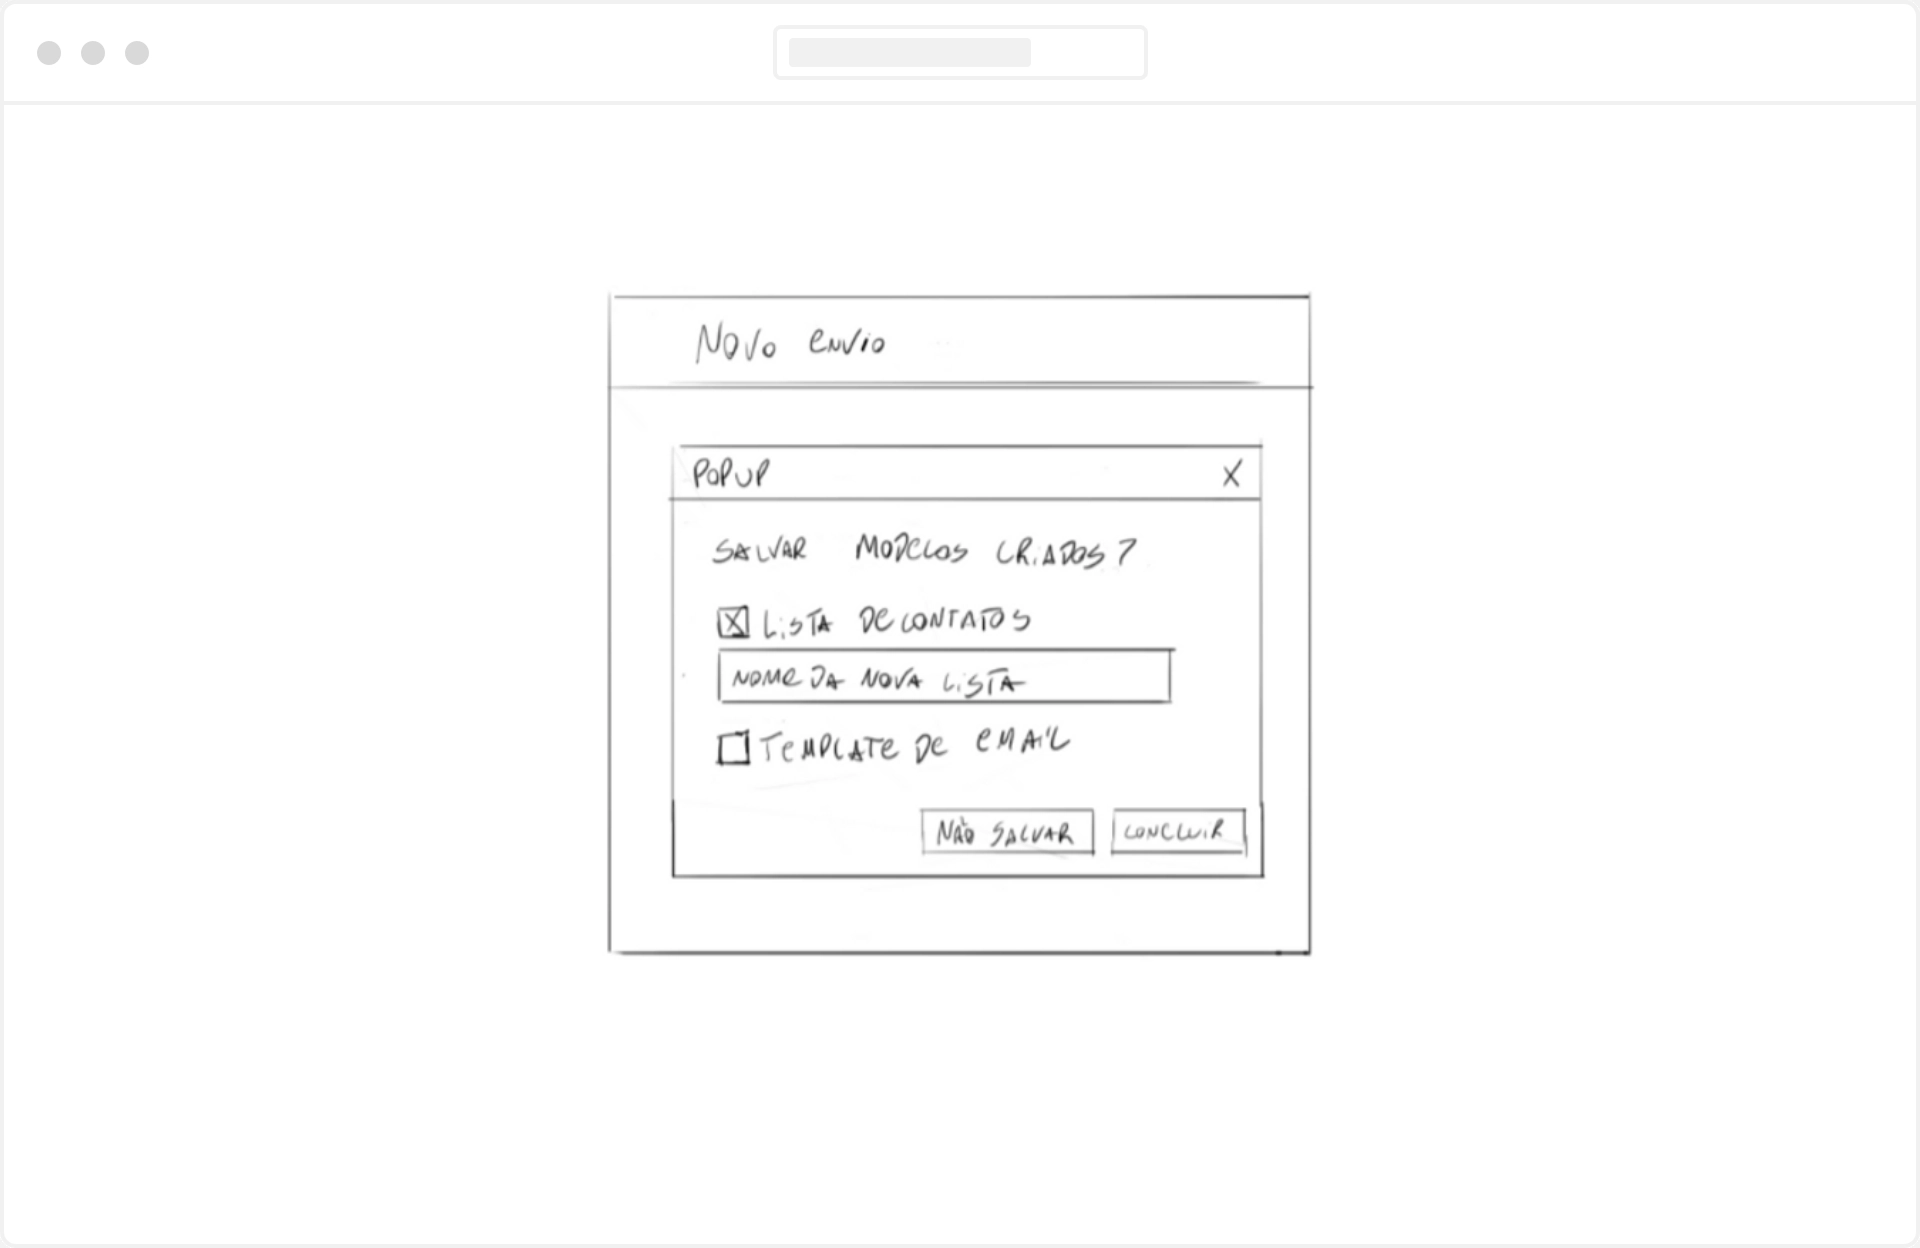 Novo envio
POPUP X
SALVAR MODELOS CRIADOS?
X LISTA DE CONTATOS
NOME DA NOVA LISTA
TEMPLATE DE EMAIL
NÃO SALVAR CONCLUIR